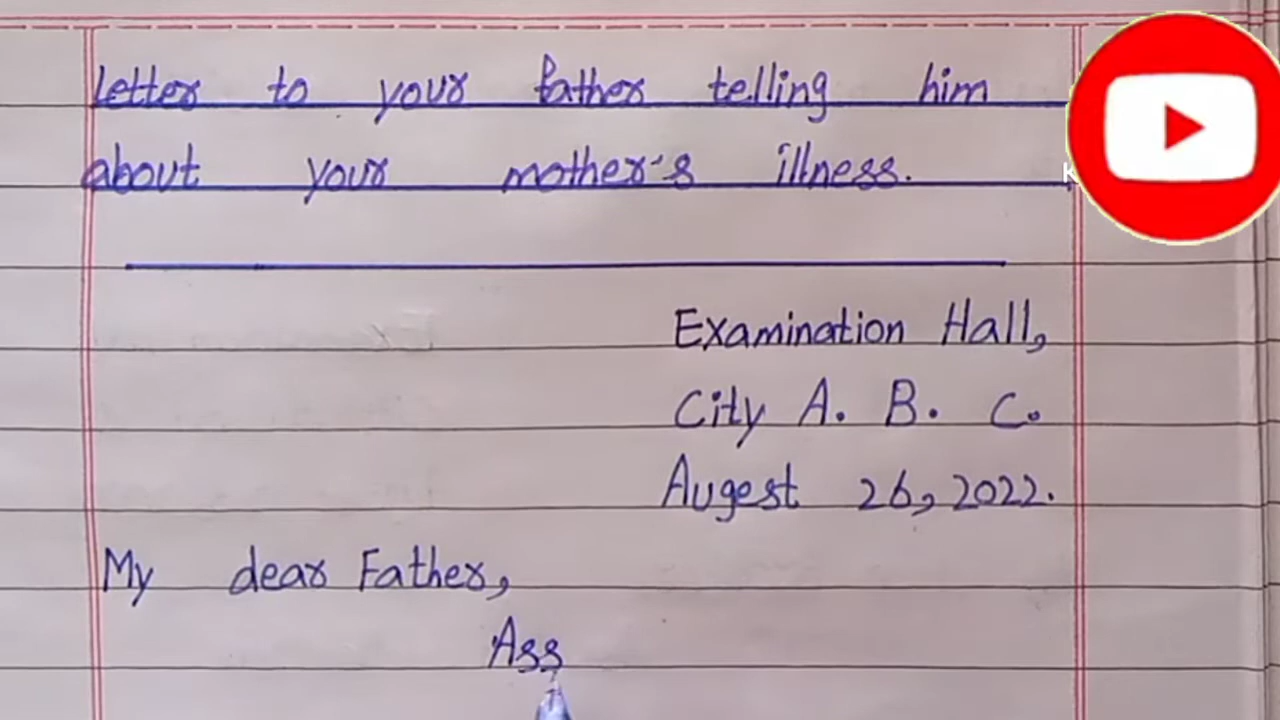 Letter to your father telling him
about your mother's illness.
Examination Hall,
City A. B. C.
Augest 26, 2022.
My dear Father,
Ass